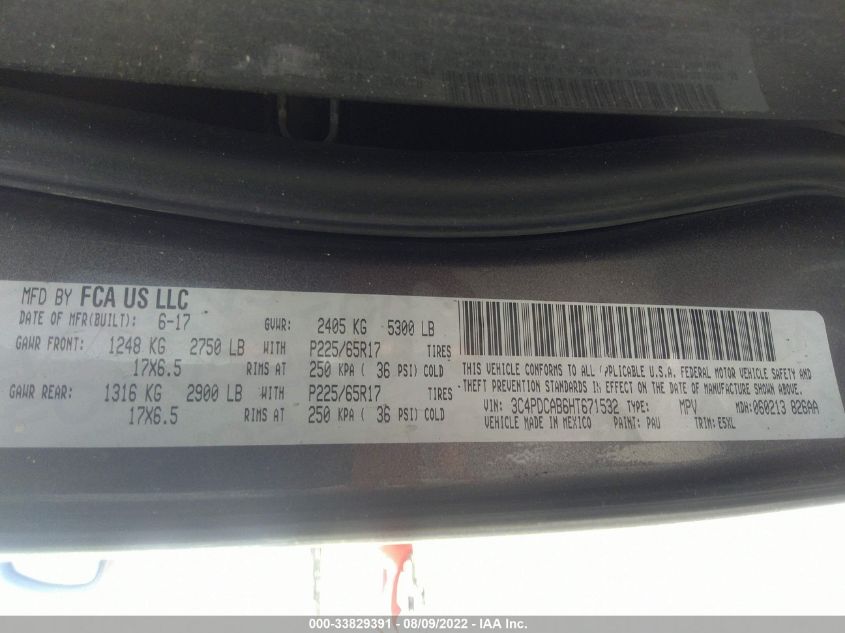 MFD BY FCA US LLC
DATE OF MFR(BUILT): 6-17 GVWR: 2405 KG 5300 LB
GAWR FRONT: 1248 KG 2750 LB WITH P225/65R17 TIRES
17X6.5 RIMS AT 250 KPA ( 36 PSI) COLD
GAWR REAR: 1316 KG 2900 LB WITH P225/65R17 TIRES
17X6.5 RIMS AT 250 KPA ( 36 PSI) COLD
THIS VEHICLE CONFORMS TO ALL APPLICABLE U.S.A. FEDERAL MOTOR VEHICLE SAFETY AND
THEFT PREVENTION STANDARDS IN EFFECT ON THE DATE OF MANUFACTURE SHOWN ABOVE.
VIN: 3C4PDCAB6HT671532 TYPE: MPV MDH: 060213 826AA
VEHICLE MADE IN MEXICO PAINT: PAU TRIM: E5XL
000-33829391 - 08/09/2022 - ©IAA Inc.